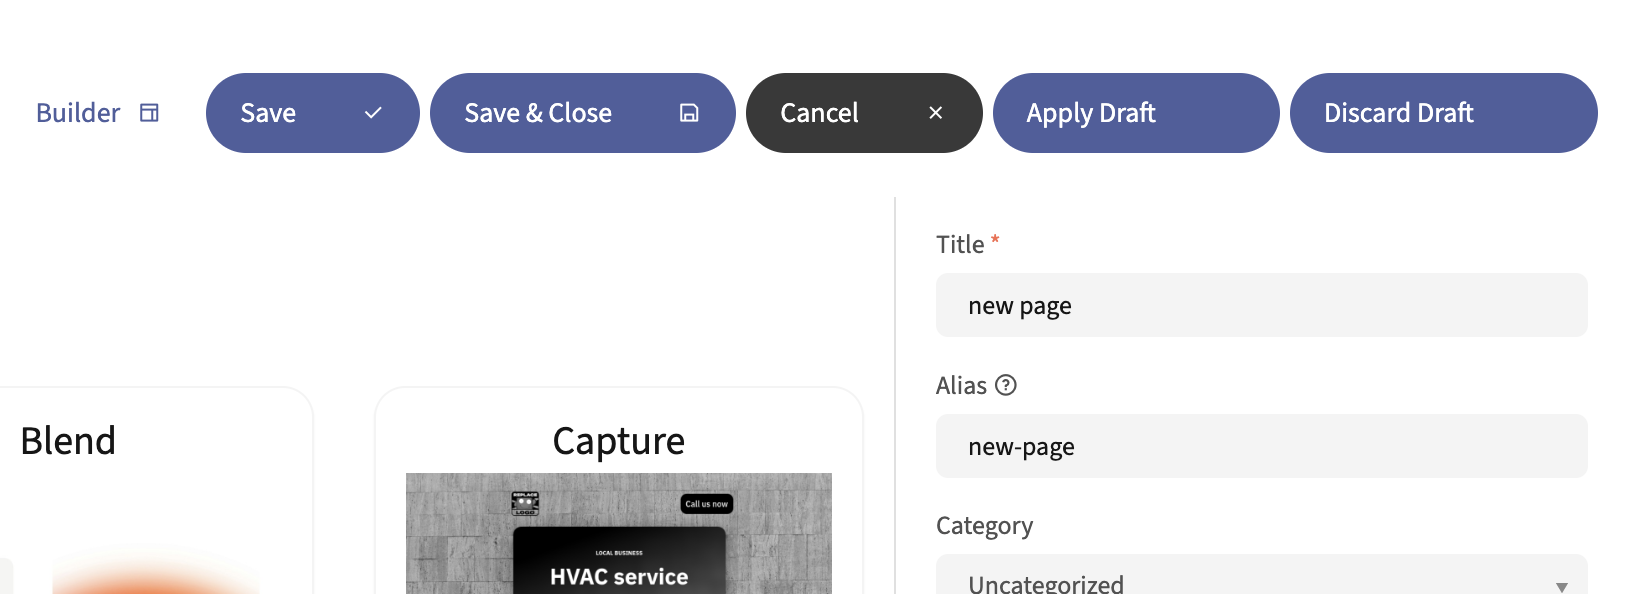 Builder
Save
Save & Close
Cancel
Apply Draft
Discard Draft
Title *
new page
Alias
new-page
Category
Uncategorized
Blend
Capture
REPLACE
LOGO
Call us now
LOCAL BUSINESS
HVAC service